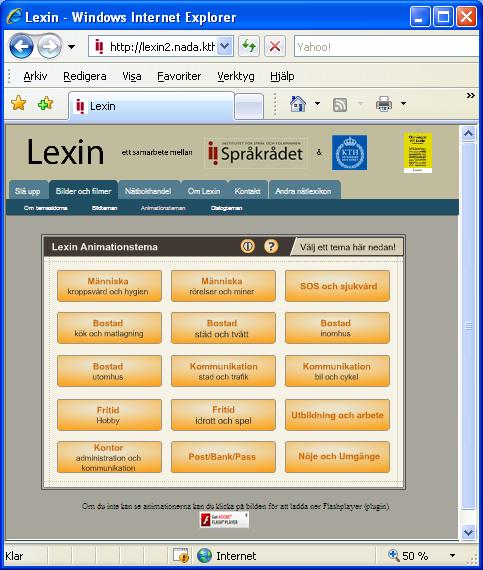 Lexin - Windows Internet Explorer
http://lexin2.nada.kth
Yahoo!
Arkiv Redigera Visa Favoriter Verktyg Hjälp
Lexin
Lexin ett samarbete mellan INSTITUTET FÖR SPRÅK OCH FOLKMINNEN Språkrådet & KTH
Slå upp Bilder och filmer Nätbokhandel Om Lexin Kontakt Andra nätlexikon
Om temasidorna Bildteman Animationsteman Dialogteman
Lexin Animationstema ? Välj ett tema här nedan!
Människa
kroppsvård och hygien
Människa
rörelser och miner
SOS och sjukvård
Bostad
kök och matlagning
Bostad
städ och tvätt
Bostad
inomhus
Bostad
utomhus
Kommunikation
stad och trafik
Kommunikation
bil och cykel
Fritid
Hobby
Fritid
idrott och spel
Utbildning och arbete
Kontor
administration och
kommunikation
Post/Bank/Pass
Nöje och Umgänge
Om du inte kan se animationerna kan du klicka på bilden för att ladda ner Flashplayer (plugin).
Get ADOBE
FLASH PLAYER
Klar Internet 50 %